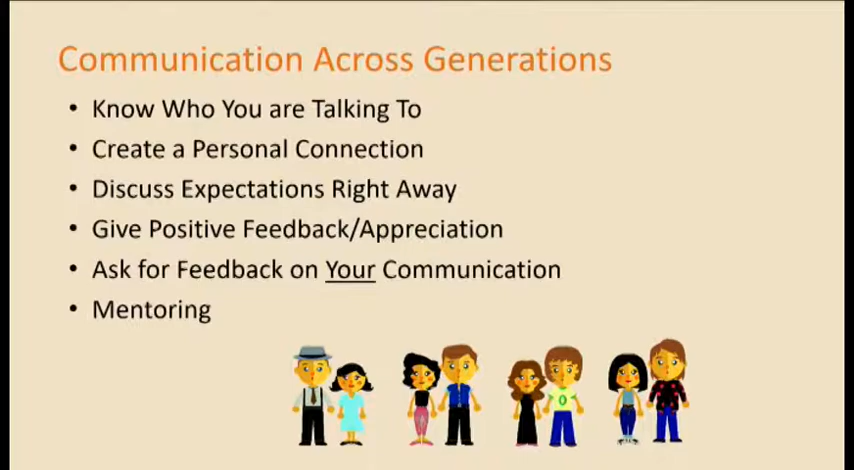 Communication Across Generations
• Know Who You are Talking To
• Create a Personal Connection
• Discuss Expectations Right Away
• Give Positive Feedback/Appreciation
• Ask for Feedback on Your Communication
• Mentoring